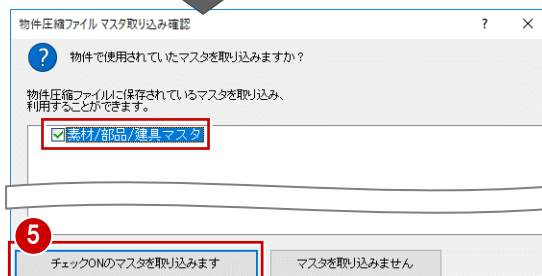 物件圧縮ファイル マスタ取り込み確認
? ×
? 物件で使用されていたマスタを取り込みますか？
物件圧縮ファイルに保存されているマスタを取り込み、
利用することができます。
素材/部品/建具マスタ
5
チェックONのマスタを取り込みます マスタを取り込みません